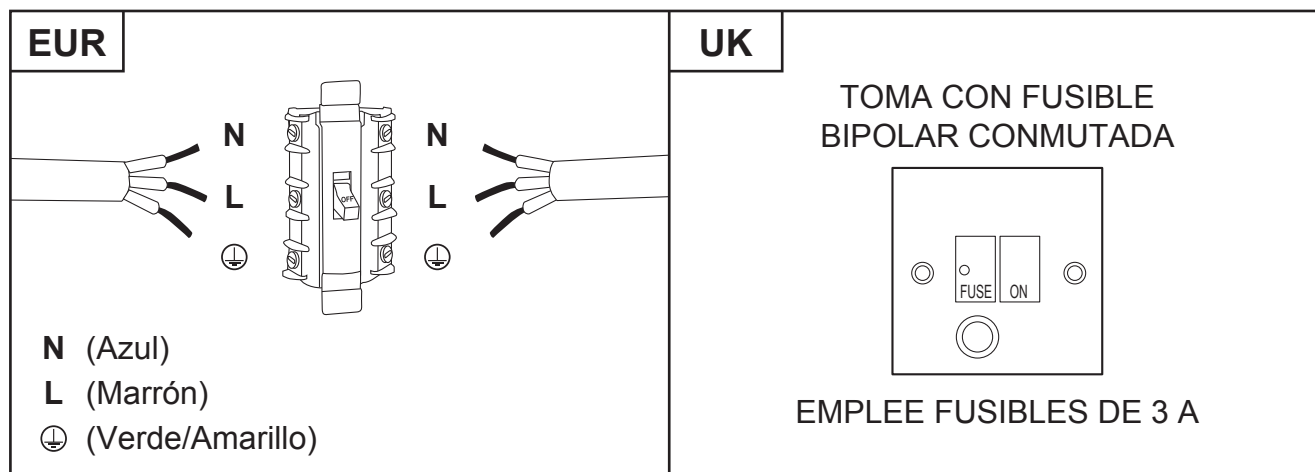 EUR
N
N
L
L
OFF
N (Azul)
L (Marrón)
(Verde/Amarillo)
UK
TOMA CON FUSIBLE
BIPOLAR CONMUTADA
FUSE
ON
EMPLEE FUSIBLES DE 3 A